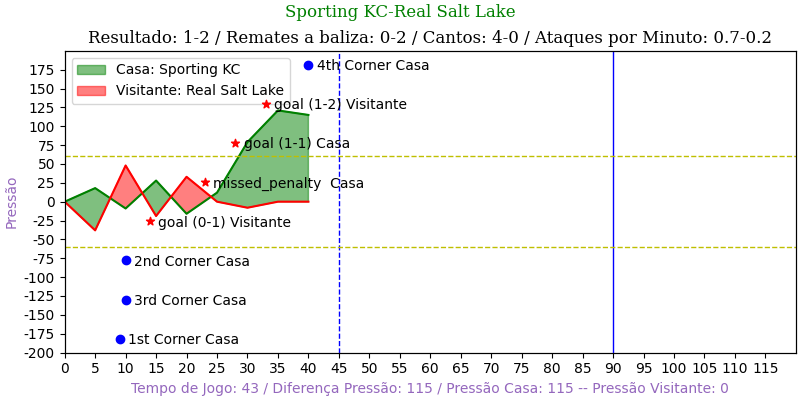 Sporting KC-Real Salt Lake
Resultado: 1-2 / Remates a baliza: 0-2 / Cantos: 4-0 / Ataques por Minuto: 0.7-0.2
Casa: Sporting KC
Visitante: Real Salt Lake
4th Corner Casa
goal (1-2) Visitante
goal (1-1) Casa
missed_penalty  Casa
goal (0-1) Visitante
2nd Corner Casa
3rd Corner Casa
1st Corner Casa
Pressão
175
150
125
100
75
50
25
0
-25
-50
-75
-100
-125
-150
-175
-200
0 5 10 15 20 25 30 35 40 45 50 55 60 65 70 75 80 85 90 95 100 105 110 115
Tempo de Jogo: 43 / Diferença Pressão: 115 / Pressão Casa: 115 -- Pressão Visitante: 0